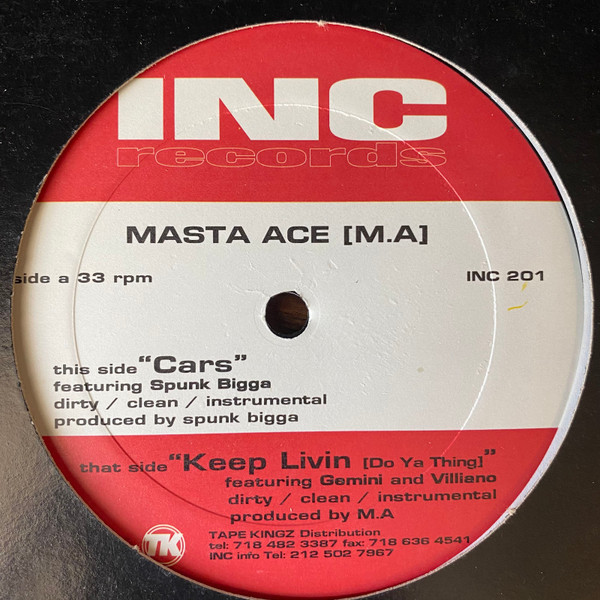 INC
records
MASTA ACE [M.A]
side a 33 rpm
INC 201
this side "Cars"
featuring Spunk Bigga
dirty / clean / instrumental
produced by spunk bigga
that side "Keep Livin [Do Ya Thing]"
featuring Gemini and Villiano
dirty / clean / instrumental
produced by M.A
TK
TAPE KINGZ Distribution
tel: 718 482 3387 fax: 718 636 4541
INC info Tel: 212 502 7967